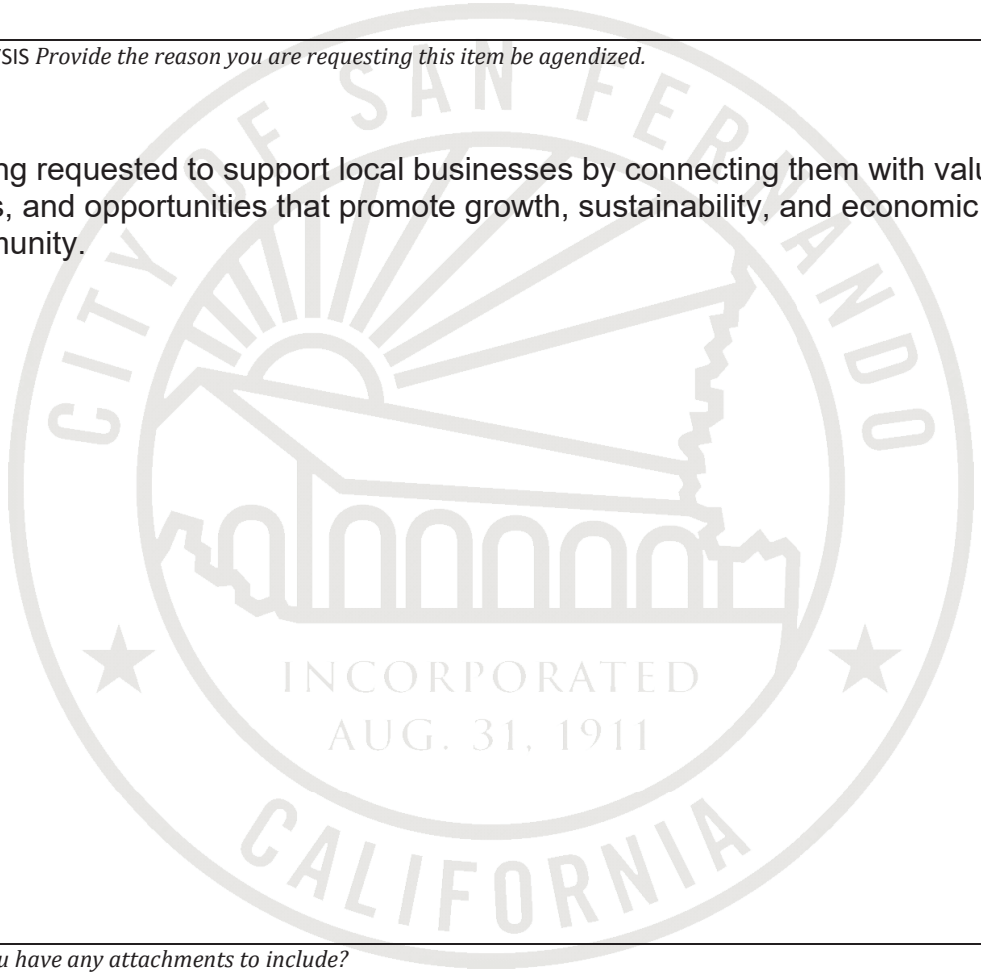 SIS Provide the reason you are requesting this item be agendized.
ng requested to support local businesses by connecting them with valu
s, and opportunities that promote growth, sustainability, and economic
munity.
CITY OF SAN FERNANDO
INCORPORATED
AUG. 31, 1911
CALIFORNIA
u have any attachments to include?